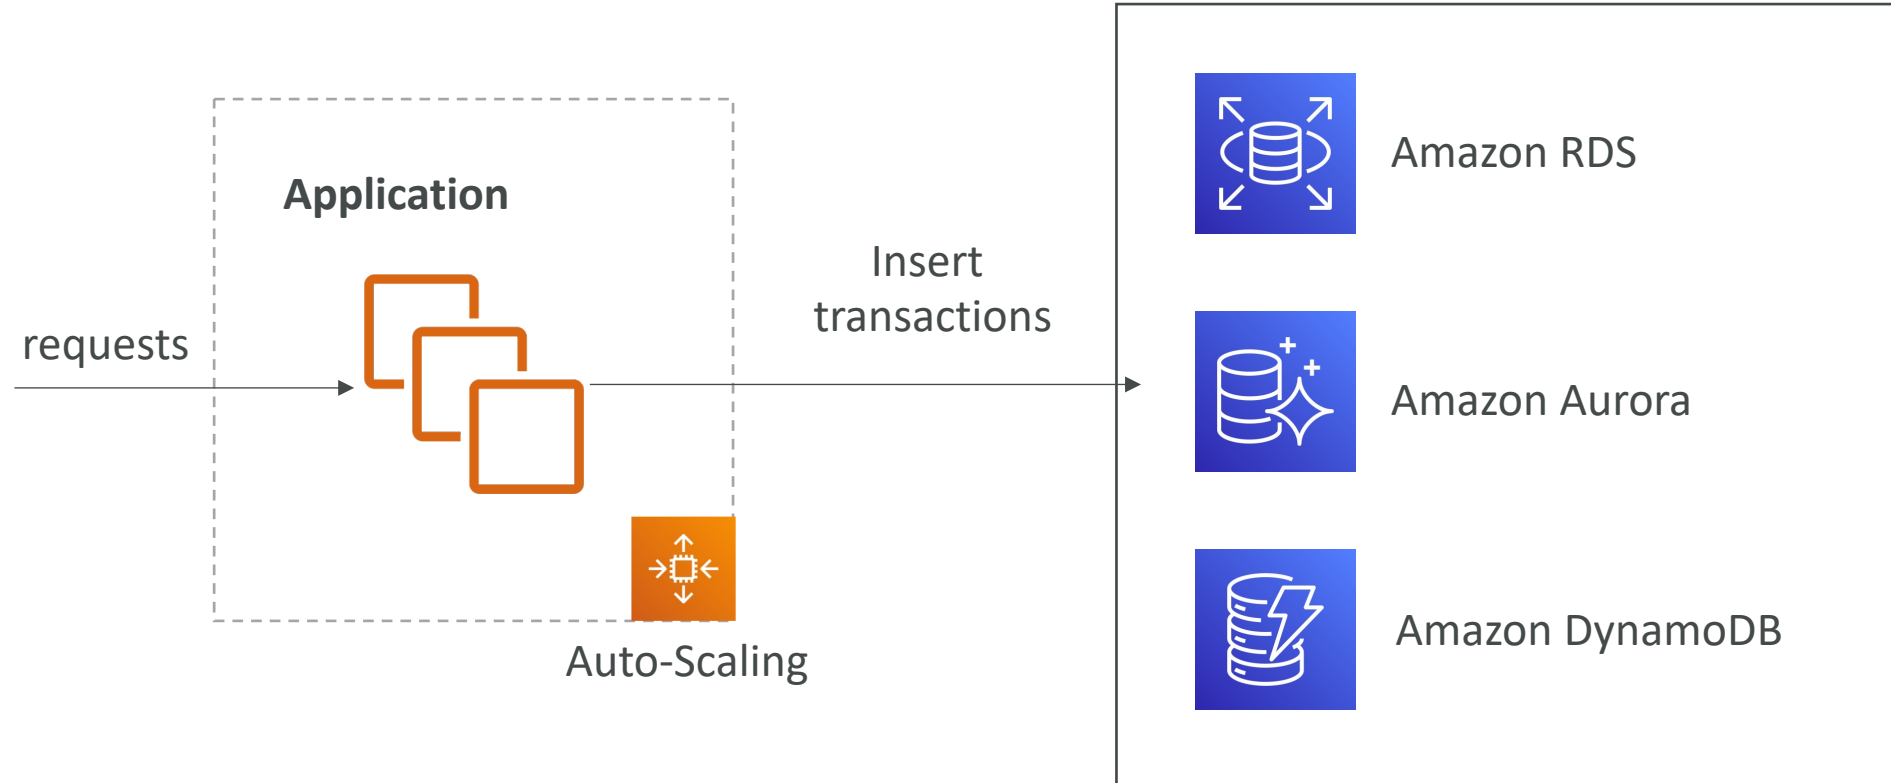 requests
Application
Auto-Scaling
Insert
transactions
Amazon RDS
Amazon Aurora
Amazon DynamoDB